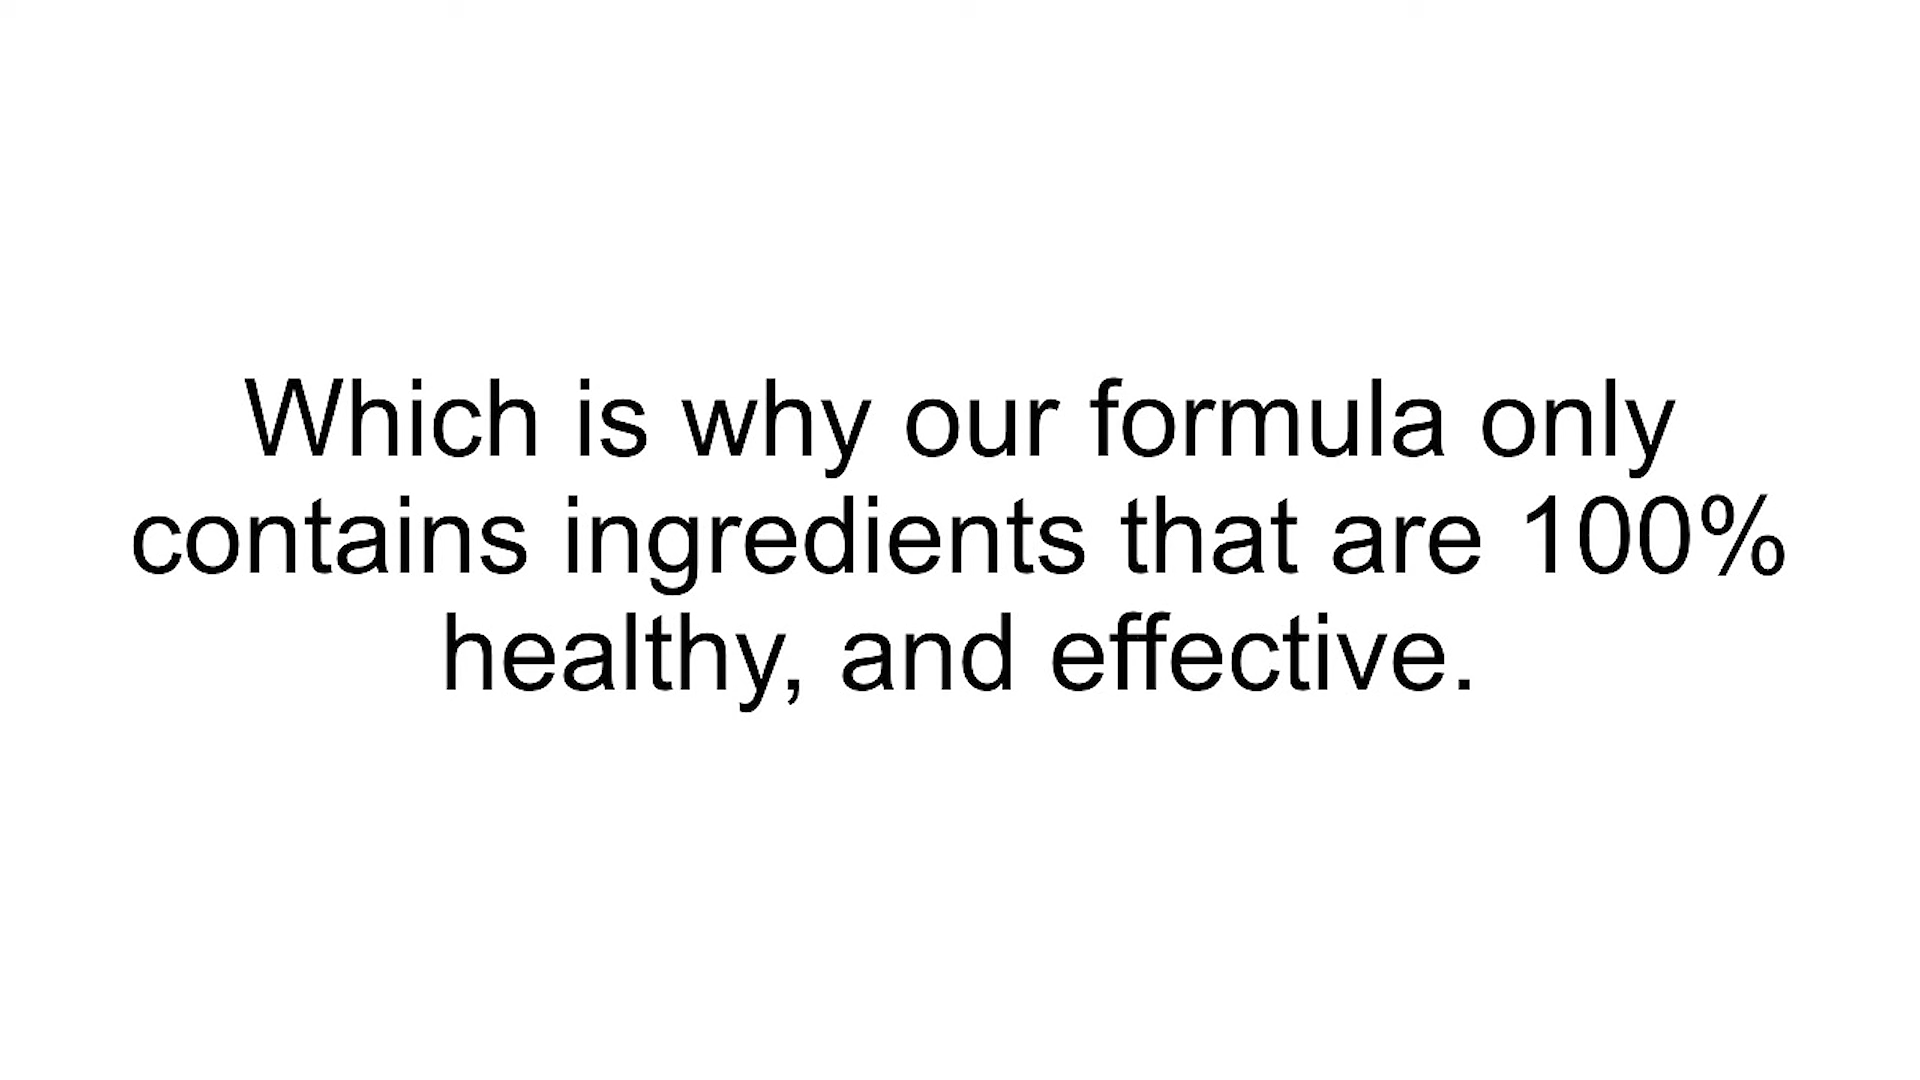 Which is why our formula only
contains ingredients that are 100%
healthy, and effective.